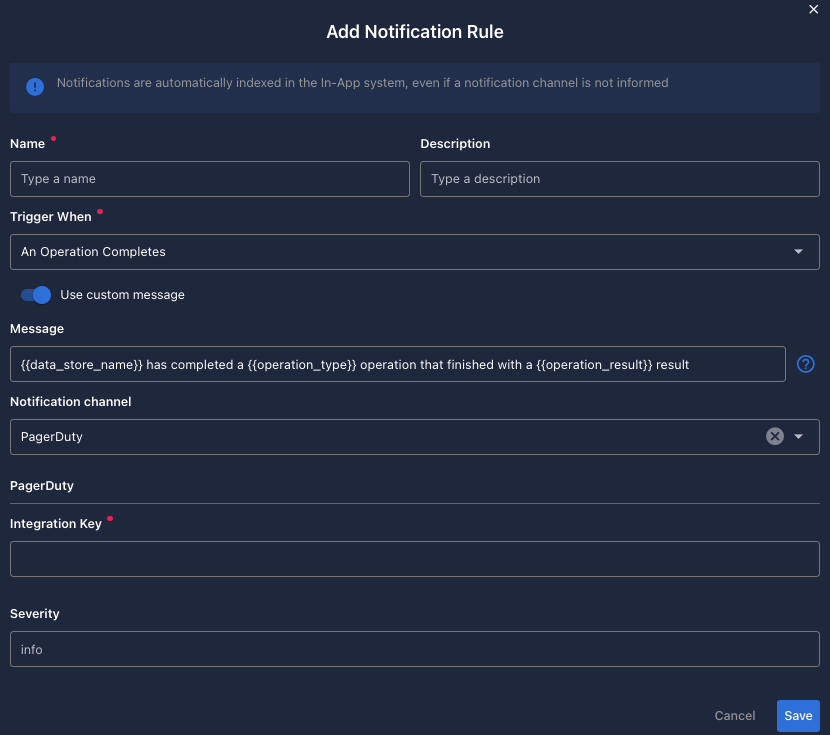 Add Notification Rule
Notifications are automatically indexed in the In-App system, even if a notification channel is not informed
Name
Description
Type a name
Type a description
Trigger When
An Operation Completes
Use custom message
Message
{{data_store_name}} has completed a {{operation_type}} operation that finished with a {{operation_result}} result
Notification channel
PagerDuty
PagerDuty
Integration Key
Severity
info
Cancel
Save